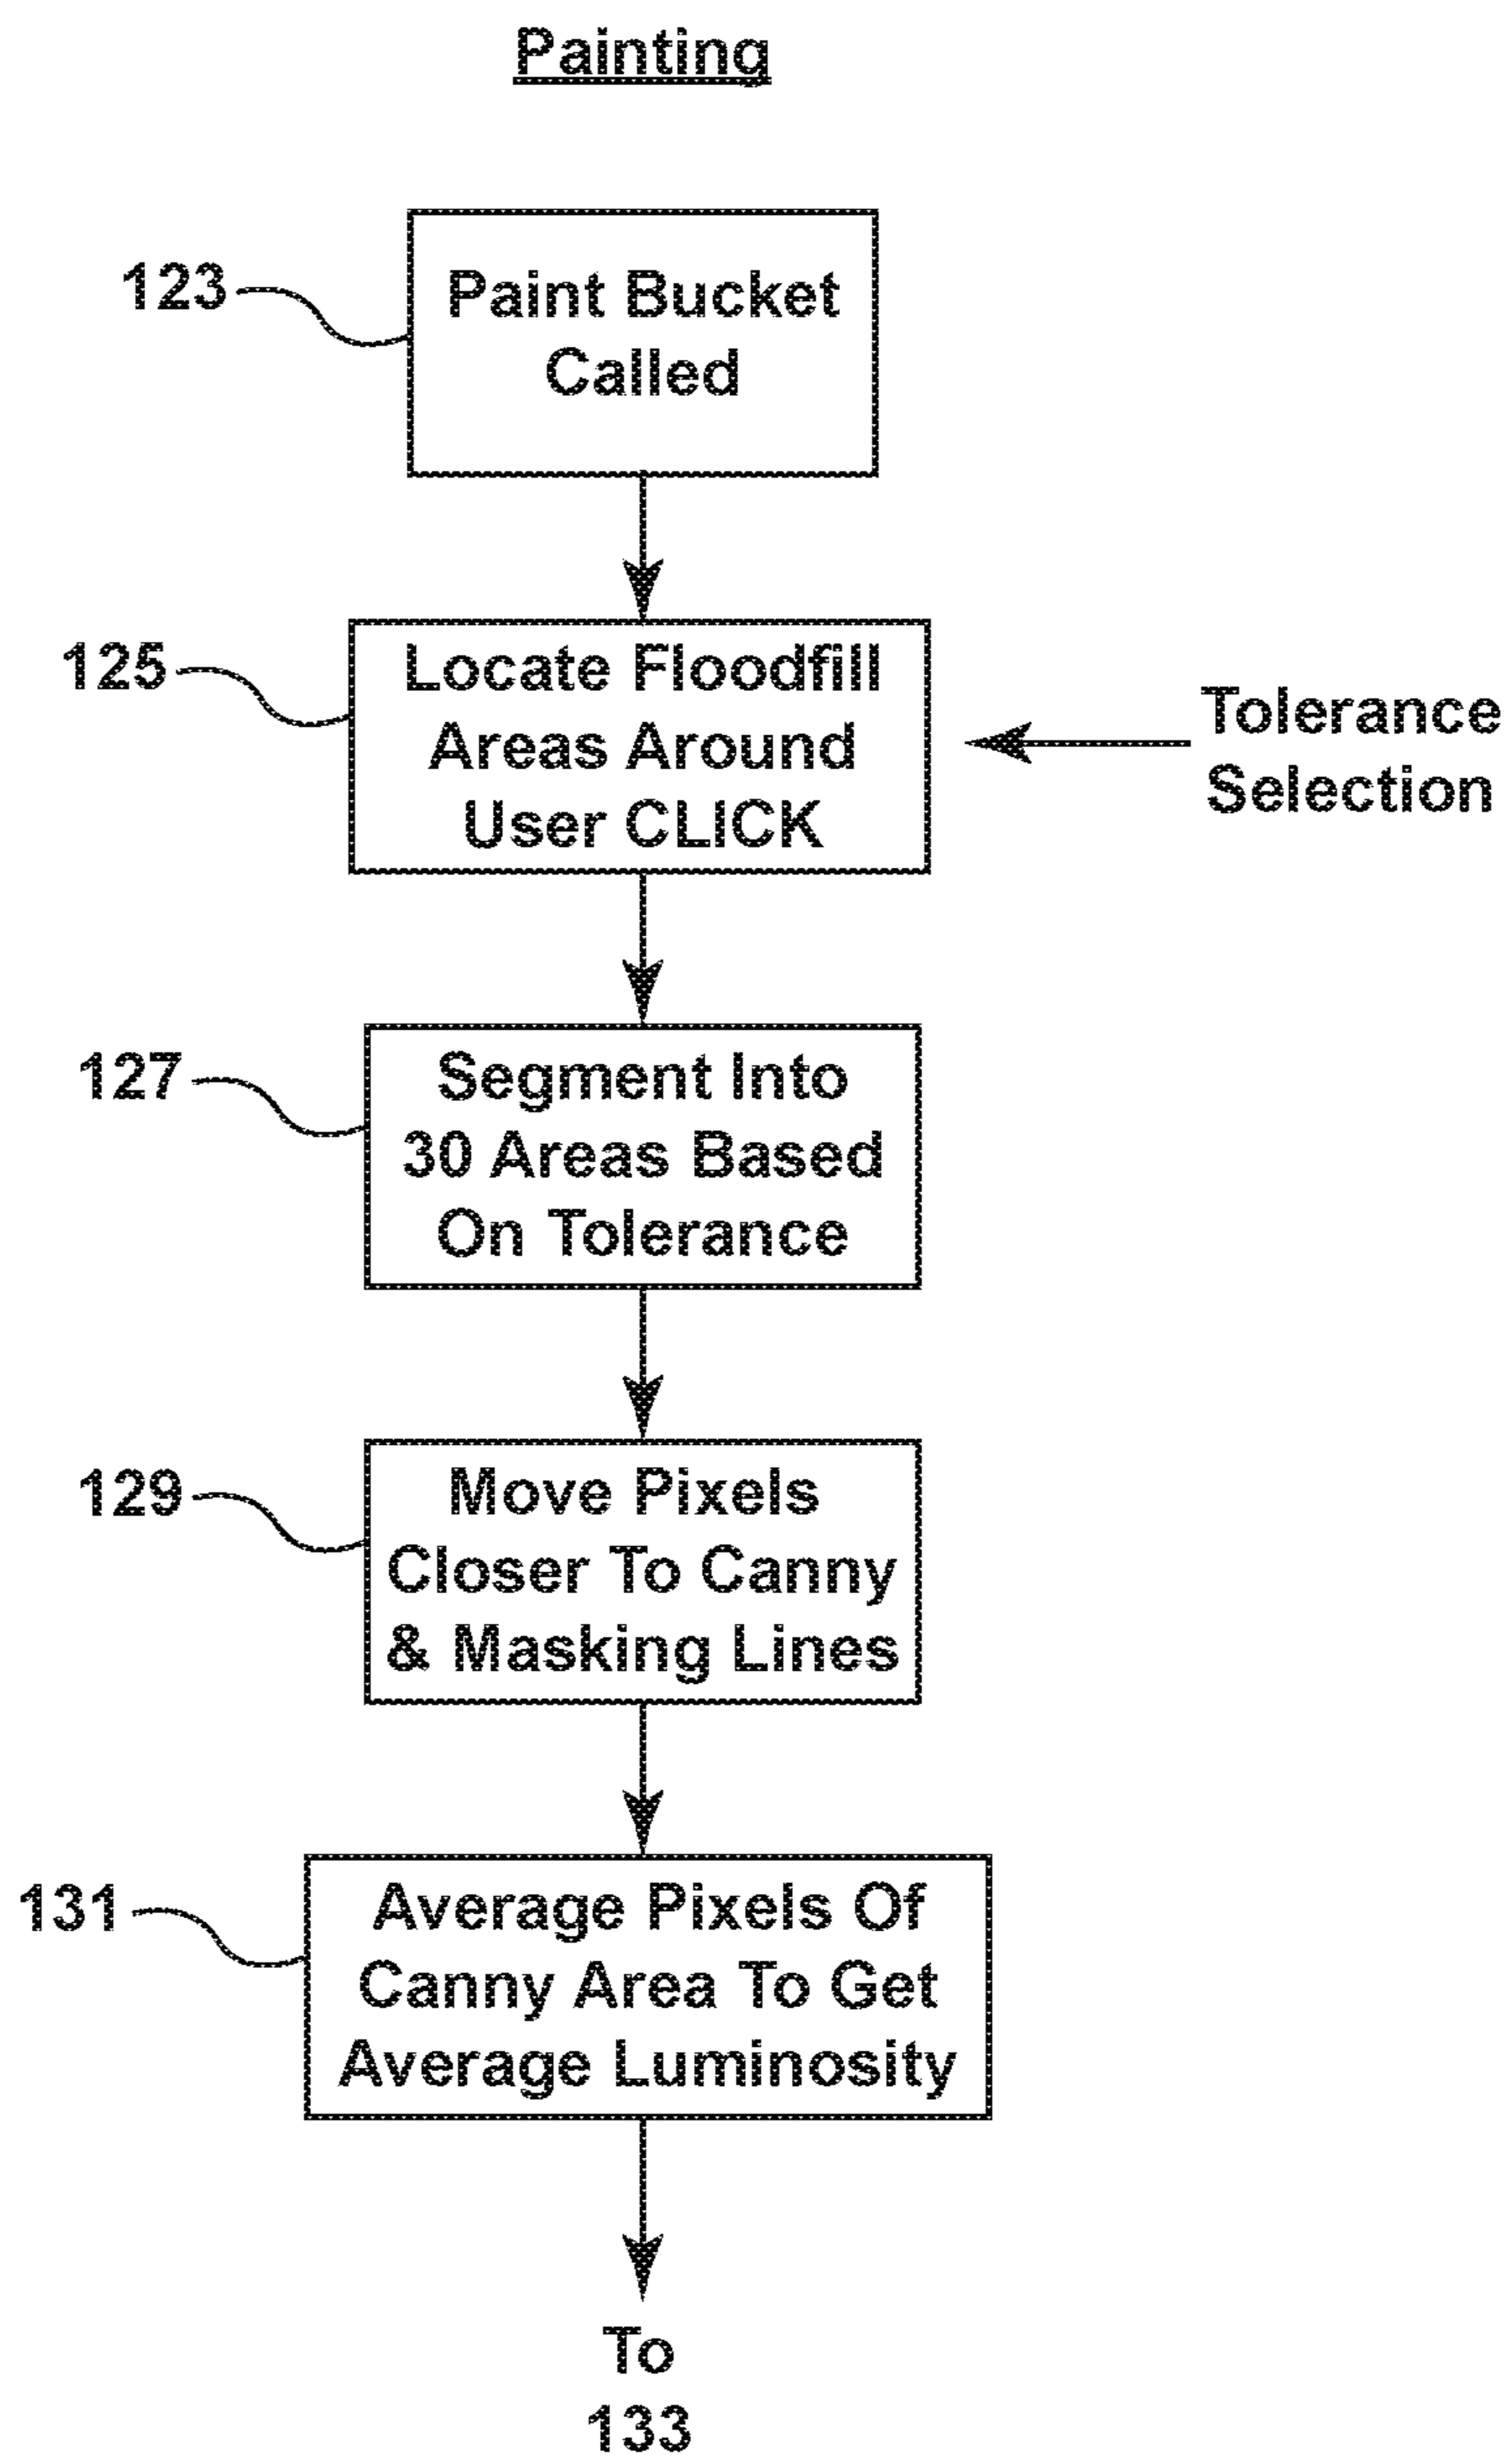 Painting
123
Paint Bucket
Called
125
Locate Floodfill
Areas Around
User CLICK
Tolerance
Selection
127
Segment Into
30 Areas Based
On Tolerance
129
Move Pixels
Closer To Canny
& Masking Lines
131
Average Pixels Of
Canny Area To Get
Average Luminosity
To
133